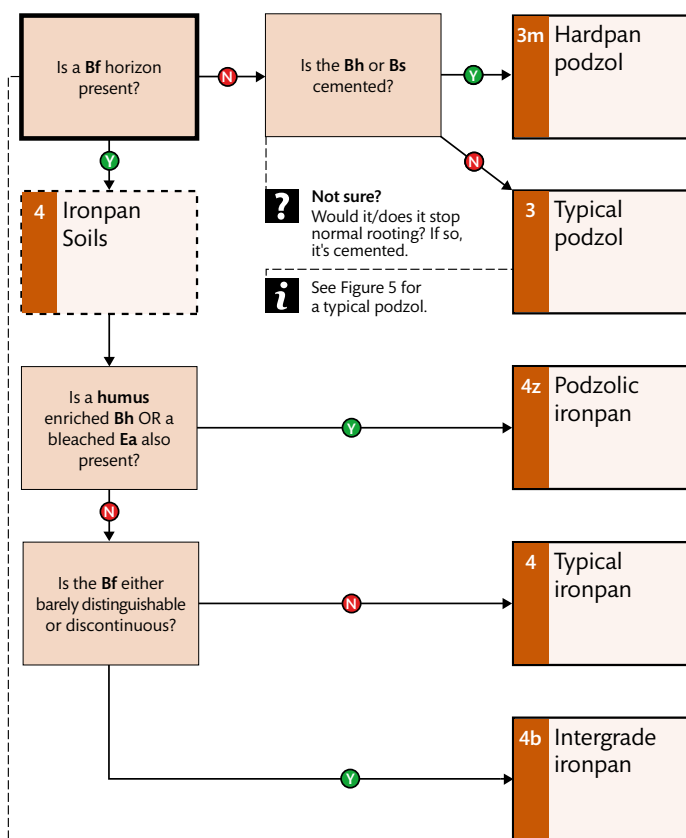 Is a Bf horizon
present?
N
Is the Bh or Bs
cemented?
Y
3m
Hardpan
podzol
Y
N
4
Ironpan
Soils
?
Not sure?
Would it/does it stop
normal rooting? If so,
it's cemented.
3
Typical
podzol
i
See Figure 5 for
a typical podzol.
Is a humus
enriched Bh OR a
bleached Ea also
present?
Y
4z
Podzolic
ironpan
N
Is the Bf either
barely distinguishable
or discontinuous?
N
4
Typical
ironpan
Y
4b
Intergrade
ironpan